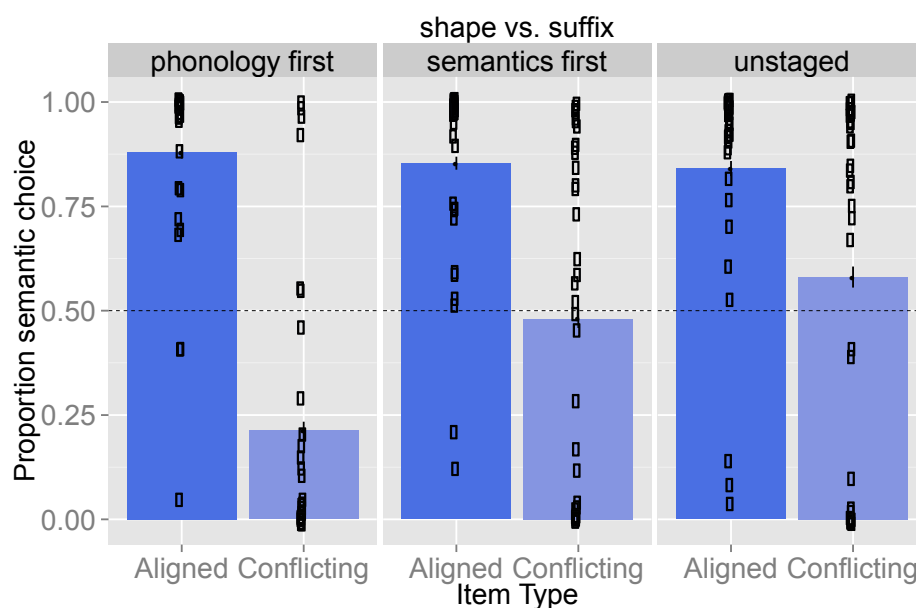 shape vs. suffix
phonology first semantics first unstaged
Proportion semantic choice
1.00
0.75
0.50
0.25
0.00
Aligned Conflicting Aligned Conflicting Aligned Conflicting
Item Type